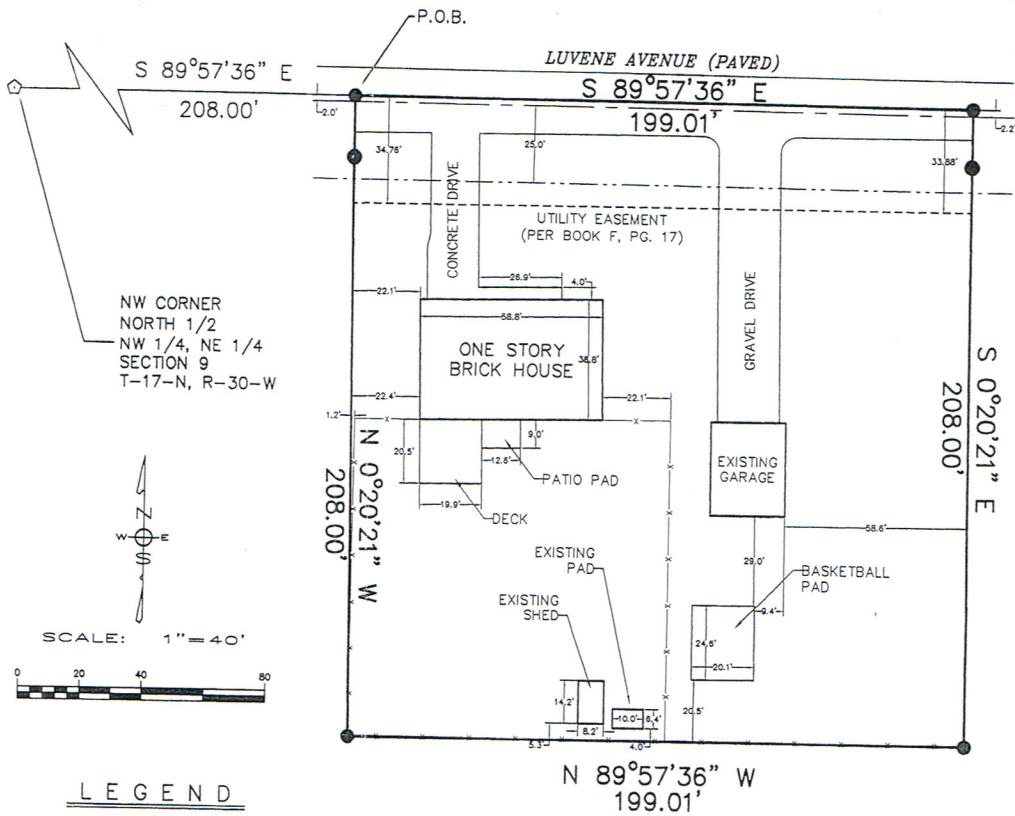 P.O.B.
LUVENE AVENUE (PAVED)
S 89°57'36" E
208.00'
S 89°57'36" E
199.01'
2.0'
2.2'
34.76'
25.0'
33.88'
CONCRETE DRIVE
UTILITY EASEMENT
(PER BOOK F, PG. 17)
GRAVEL DRIVE
NW CORNER
NORTH 1/2
NW 1/4, NE 1/4
SECTION 9
T-17-N, R-30-W
22.1'
26.9'
4.0'
58.8'
38.8'
ONE STORY
BRICK HOUSE
22.4'
22.1'
1.2'
S 0°20'21" E
208.00'
N 0°20'21" W
208.00'
20.5'
9.0'
12.6'
PATIO PAD
19.9'
DECK
EXISTING
GARAGE
58.6'
N
W E
S
EXISTING
PAD
29.0'
BASKETBALL
PAD
9.4'
EXISTING
SHED
24.6'
20.1'
SCALE: 1"=40'
0 20 40 80
14.2'
8.2'
10.0'
6.4'
20.5'
5.3'
4.0'
N 89°57'36" W
199.01'
LEGEND